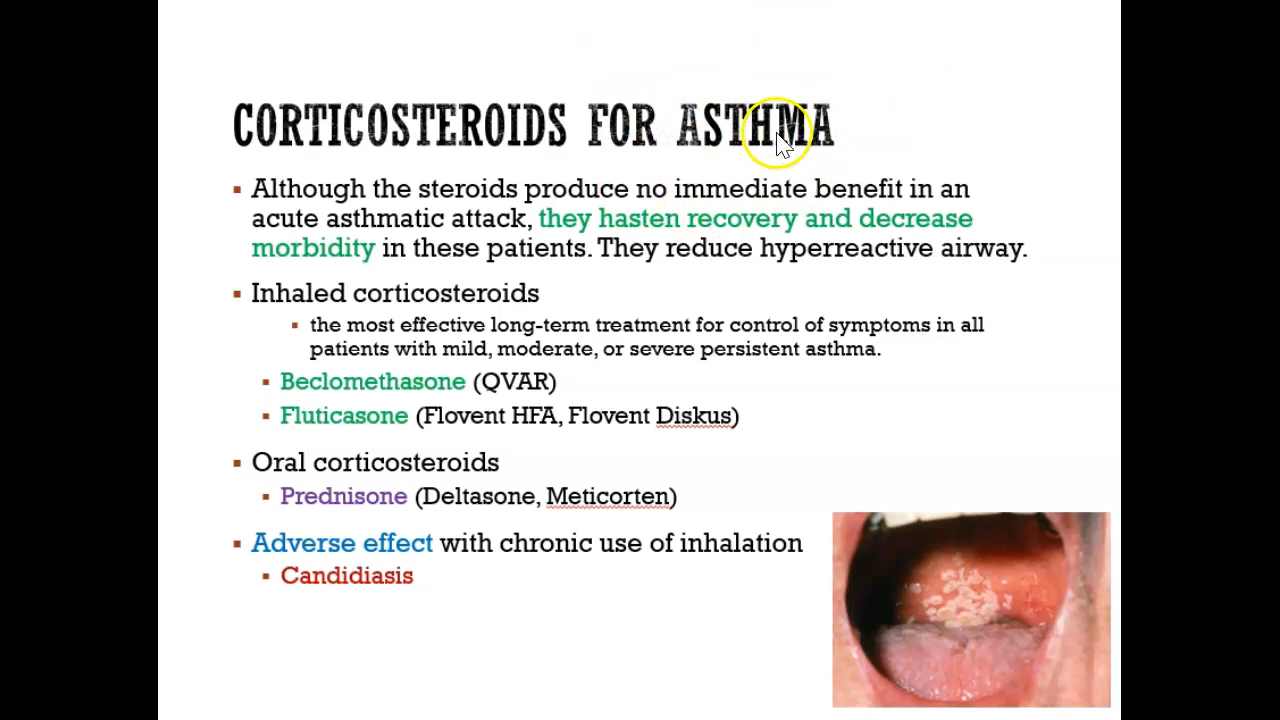 CORTICOSTEROIDS FOR ASTHMA
▪ Although the steroids produce no immediate benefit in an
acute asthmatic attack, they hasten recovery and decrease
morbidity in these patients. They reduce hyperreactive airway.
▪ Inhaled corticosteroids
▪ the most effective long-term treatment for control of symptoms in all
patients with mild, moderate, or severe persistent asthma.
▪ Beclomethasone (QVAR)
▪ Fluticasone (Flovent HFA, Flovent Diskus)
▪ Oral corticosteroids
▪ Prednisone (Deltasone, Meticorten)
▪ Adverse effect with chronic use of inhalation
▪ Candidiasis